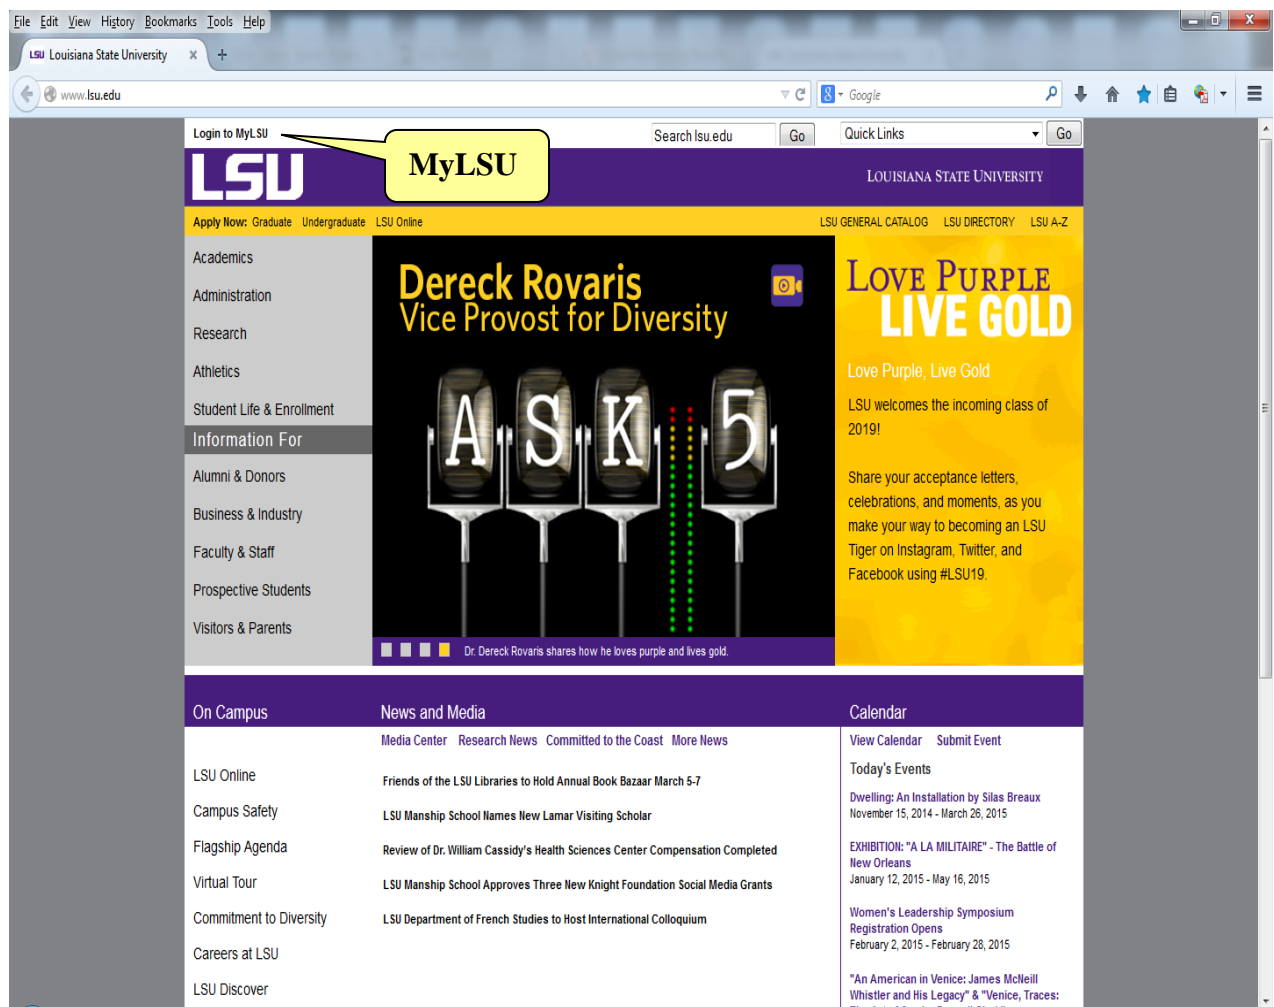 File Edit View History Bookmarks Tools Help
LSU Louisiana State University
www.lsu.edu
8 Google
Login to MyLSU
Search lsu.edu Go
Quick Links Go
MyLSU
LSU
LOUISIANA STATE UNIVERSITY
Apply Now: Graduate Undergraduate LSU Online
LSU GENERAL CATALOG LSU DIRECTORY LSU A-Z
Academics
Administration
Research
Athletics
Student Life & Enrollment
Information For
Alumni & Donors
Business & Industry
Faculty & Staff
Prospective Students
Visitors & Parents
Dereck Rovaris
Vice Provost for Diversity
ASK 5
Dr. Dereck Rovaris shares how he loves purple and lives gold.
LOVE PURPLE
LIVE GOLD
Love Purple, Live Gold
LSU welcomes the incoming class of
2019!
Share your acceptance letters,
celebrations, and moments, as you
make your way to becoming an LSU
Tiger on Instagram, Twitter, and
Facebook using #LSU19.
On Campus
LSU Online
Campus Safety
Flagship Agenda
Virtual Tour
Commitment to Diversity
Careers at LSU
LSU Discover
News and Media
Media Center Research News Committed to the Coast More News
Friends of the LSU Libraries to Hold Annual Book Bazaar March 5-7
LSU Manship School Names New Lamar Visiting Scholar
Review of Dr. William Cassidy's Health Sciences Center Compensation Completed
LSU Manship School Approves Three New Knight Foundation Social Media Grants
LSU Department of French Studies to Host International Colloquium
Calendar
View Calendar Submit Event
Today's Events
Dwelling: An Installation by Silas Breaux
November 15, 2014 - March 26, 2015
EXHIBITION: "A LA MILITAIRE" - The Battle of
New Orleans
January 12, 2015 - May 16, 2015
Women's Leadership Symposium
Registration Opens
February 2, 2015 - February 28, 2015
"An American in Venice: James McNeill
Whistler and His Legacy" & "Venice, Traces: